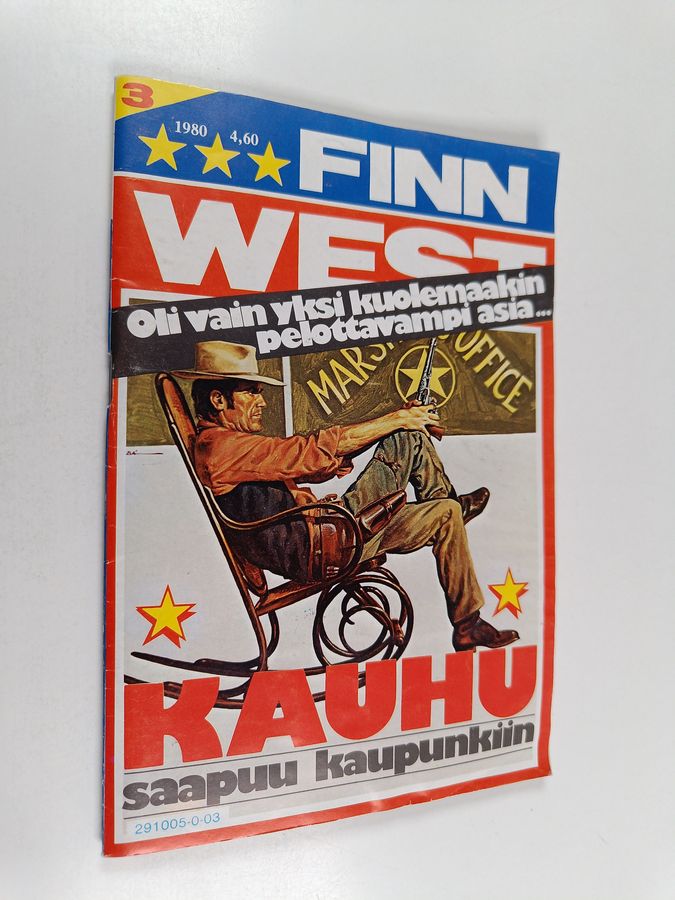 3
1980 4,60
FINN
WEST
Oli vain yksi kuolemaakin
pelottavampi asia...
OFFICE
KAUHU
saapuu kaupunkiin
291005-0-03